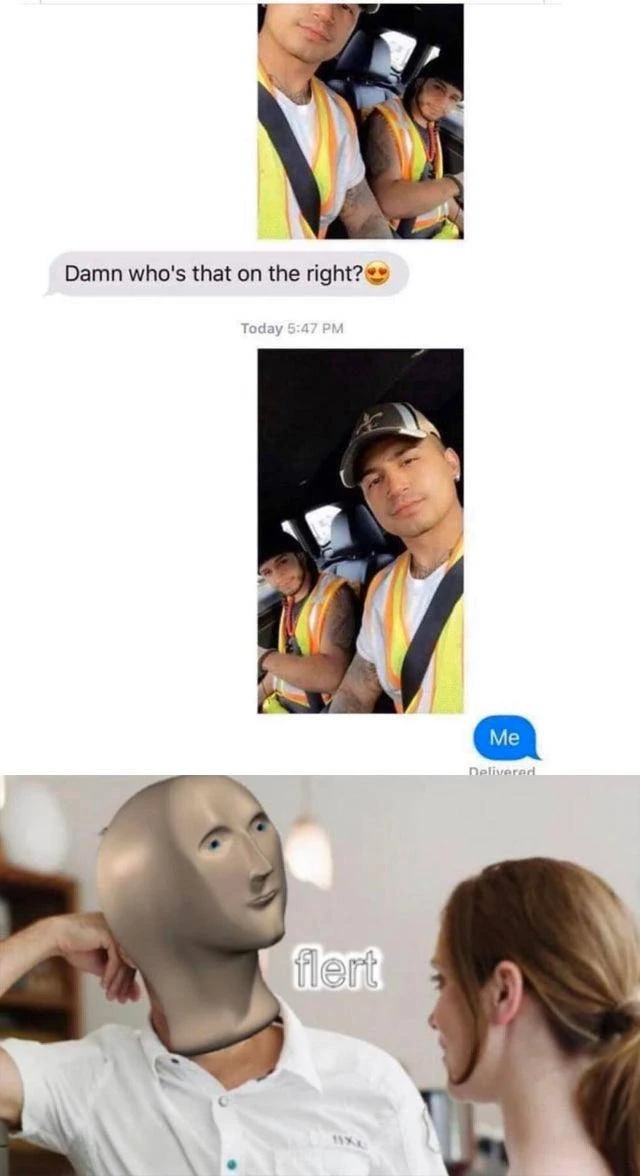 Damn who's that on the right?😍
Today 5:47 PM
Me
Delivered
flert